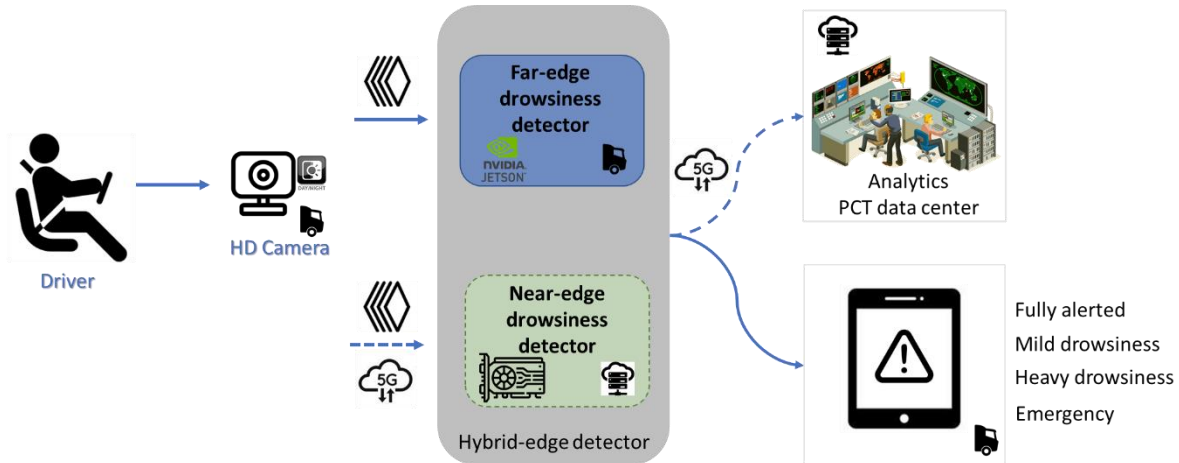 Driver
DAY/NIGHT
HD Camera
Far-edge
drowsiness
detector
NVIDIA
JETSON
5G
Near-edge
drowsiness
detector
Hybrid-edge detector
5G
Analytics
PCT data center
Fully alerted
Mild drowsiness
Heavy drowsiness
Emergency